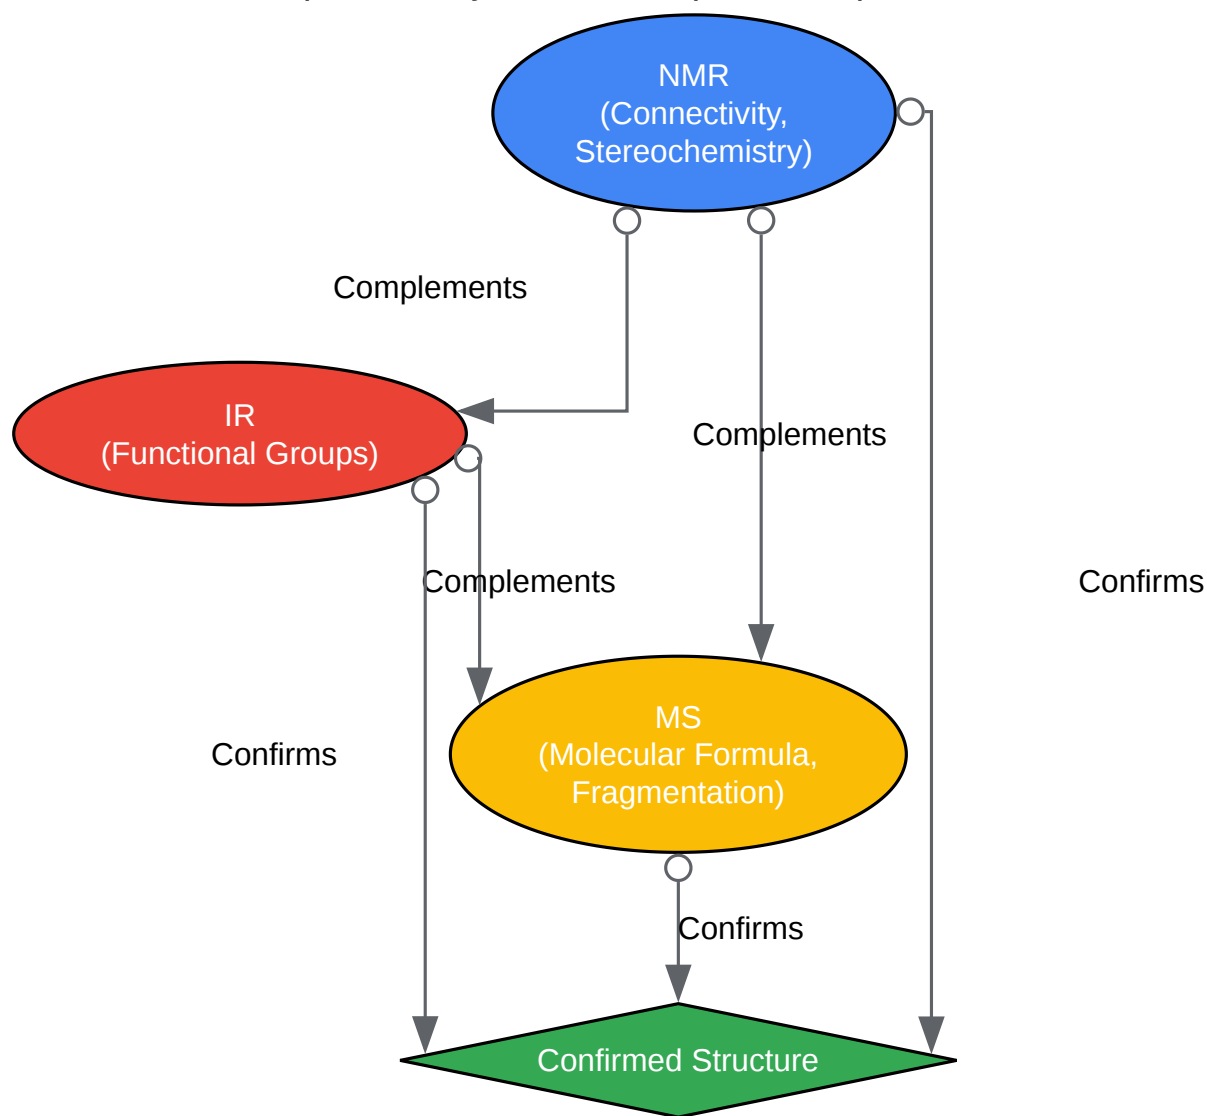 NMR
(Connectivity,
Stereochemistry)
Complements
IR
(Functional Groups)
Complements
Complements
Confirms
MS
(Molecular Formula,
Fragmentation)
Confirms
Confirms
Confirmed Structure